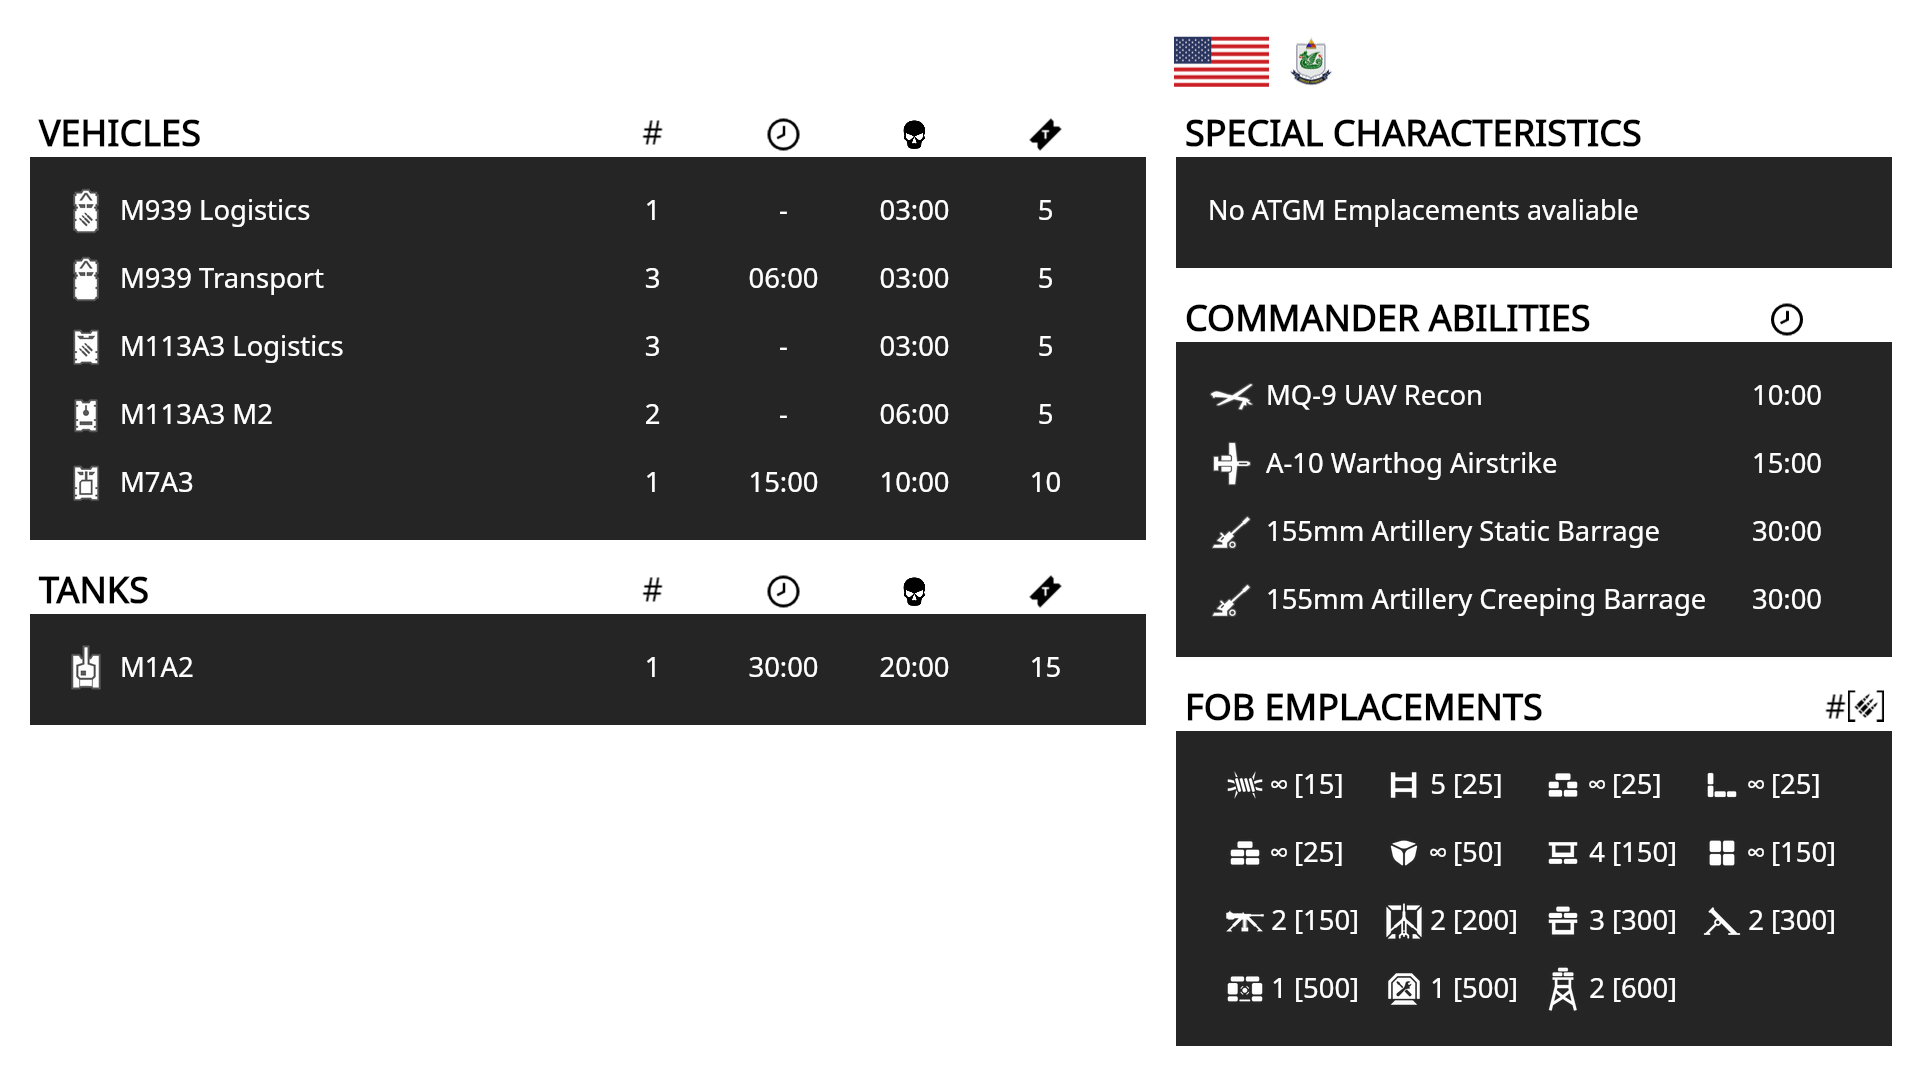 VEHICLES #
M939 Logistics 1 - 03:00 5
M939 Transport 3 06:00 03:00 5
M113A3 Logistics 3 - 03:00 5
M113A3 M2 2 - 06:00 5
M7A3 1 15:00 10:00 10
TANKS #
M1A2 1 30:00 20:00 15
SPECIAL CHARACTERISTICS
No ATGM Emplacements avaliable
COMMANDER ABILITIES
MQ-9 UAV Recon 10:00
A-10 Warthog Airstrike 15:00
155mm Artillery Static Barrage 30:00
155mm Artillery Creeping Barrage 30:00
FOB EMPLACEMENTS #[]
∞ [15] 5 [25] ∞ [25] ∞ [25]
∞ [25] ∞ [50] 4 [150] ∞ [150]
2 [150] 2 [200] 3 [300] 2 [300]
1 [500] 1 [500] 2 [600]